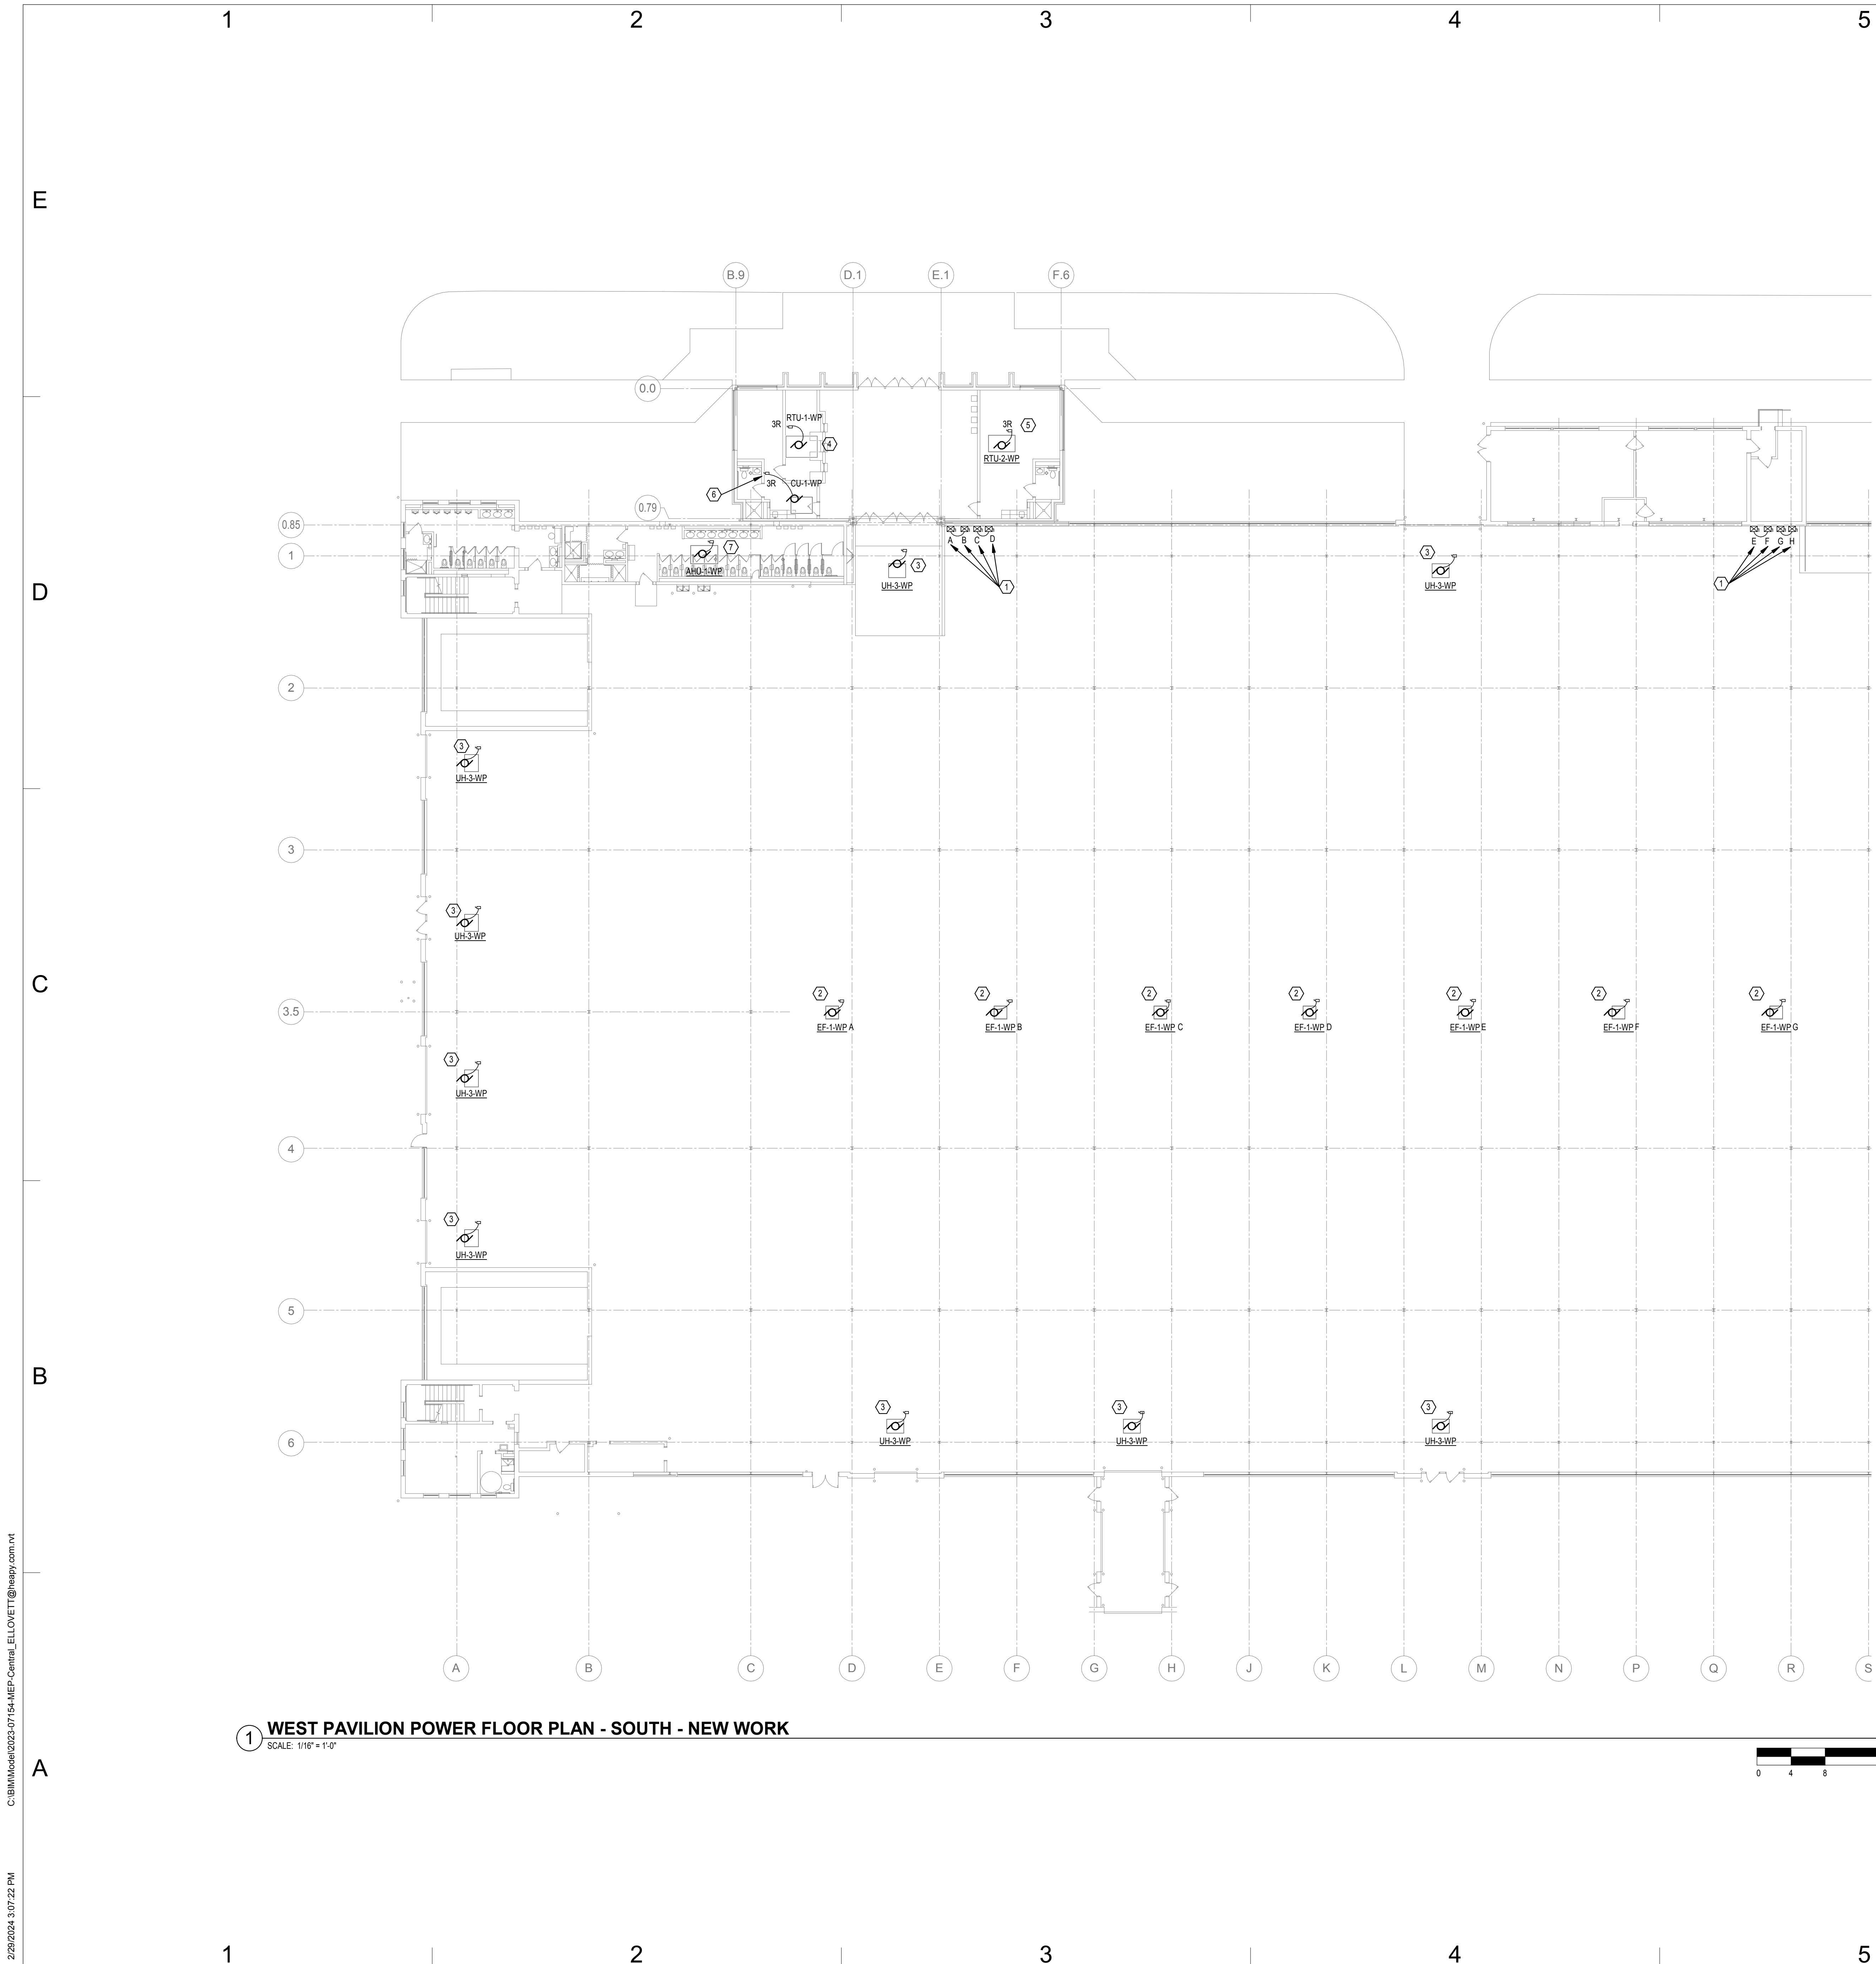 1 2 3 4 5
E
B.9 D.1 E.1 F.6
0.0
RTU-1-WP
3R 4
3R 5
RTU-2-WP
6 3R CU-1-WP
0.79
0.85
A B C D
E F G H
1
7
AHU-1-WP
3
UH-3-WP
1
3
UH-3-WP
1
D
2
3
UH-3-WP
3
3
UH-3-WP
C
2 2 2 2 2 2 2
3.5
EF-1-WP A EF-1-WP B EF-1-WP C EF-1-WP D EF-1-WP E EF-1-WP F EF-1-WP G
3
UH-3-WP
4
3
UH-3-WP
5
B
3 3 3
UH-3-WP UH-3-WP UH-3-WP
6
A B C D E F G H J K L M N P Q R S
1 WEST PAVILION POWER FLOOR PLAN - SOUTH - NEW WORK
SCALE: 1/16" = 1'-0"
A
0 4 8
C:\BIM\Model\2023-07154-MEP-Central_ELLOVETT@heapy.com.rvt
2/29/2024 3:07:22 PM
1 2 3 4 5